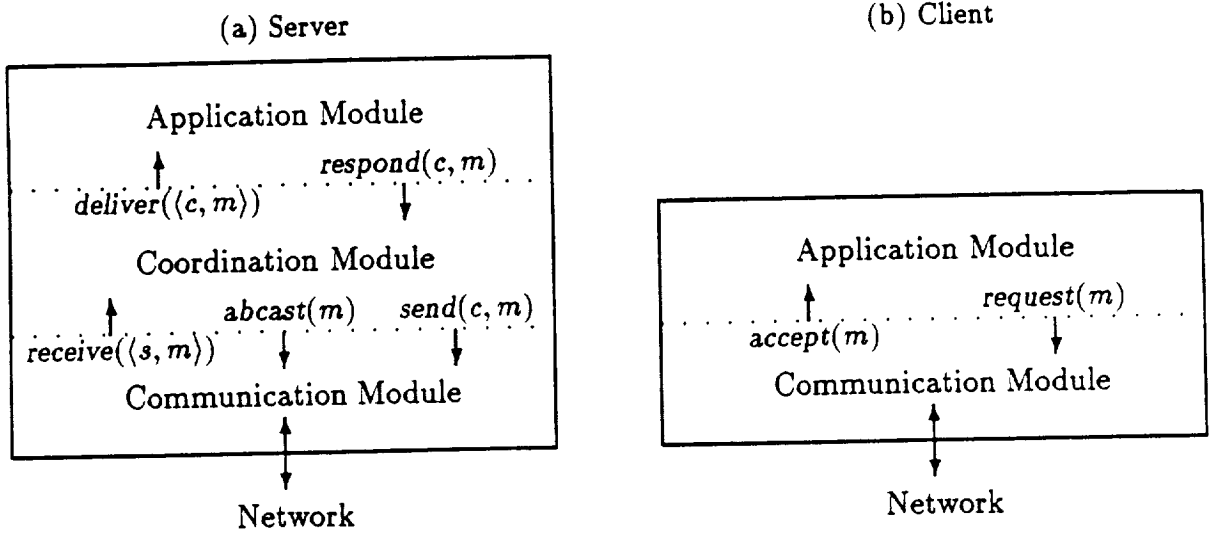 (a) Server
Application Module
respond(c, m)
deliver(⟨c, m⟩)
Coordination Module
abcast(m)
send(c, m)
receive(⟨s, m⟩)
Communication Module
Network
(b) Client
Application Module
request(m)
accept(m)
Communication Module
Network